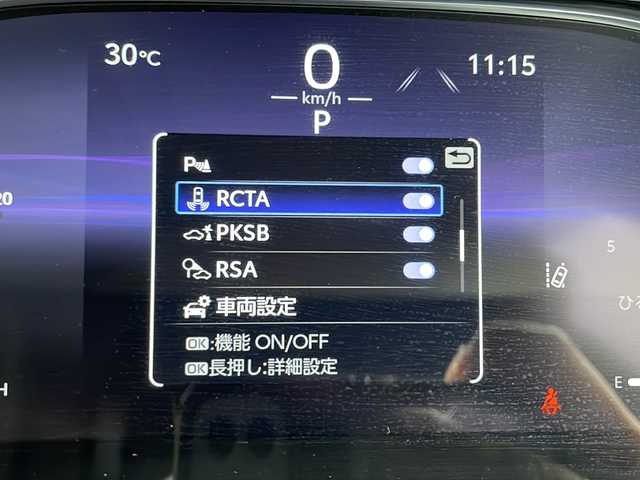 30℃
0
11:15
km/h
P
P
RCTA
PKSB
RSA
車両設定
OK:機能 ON/OFF
OK長押し:詳細設定
20
5
H
E